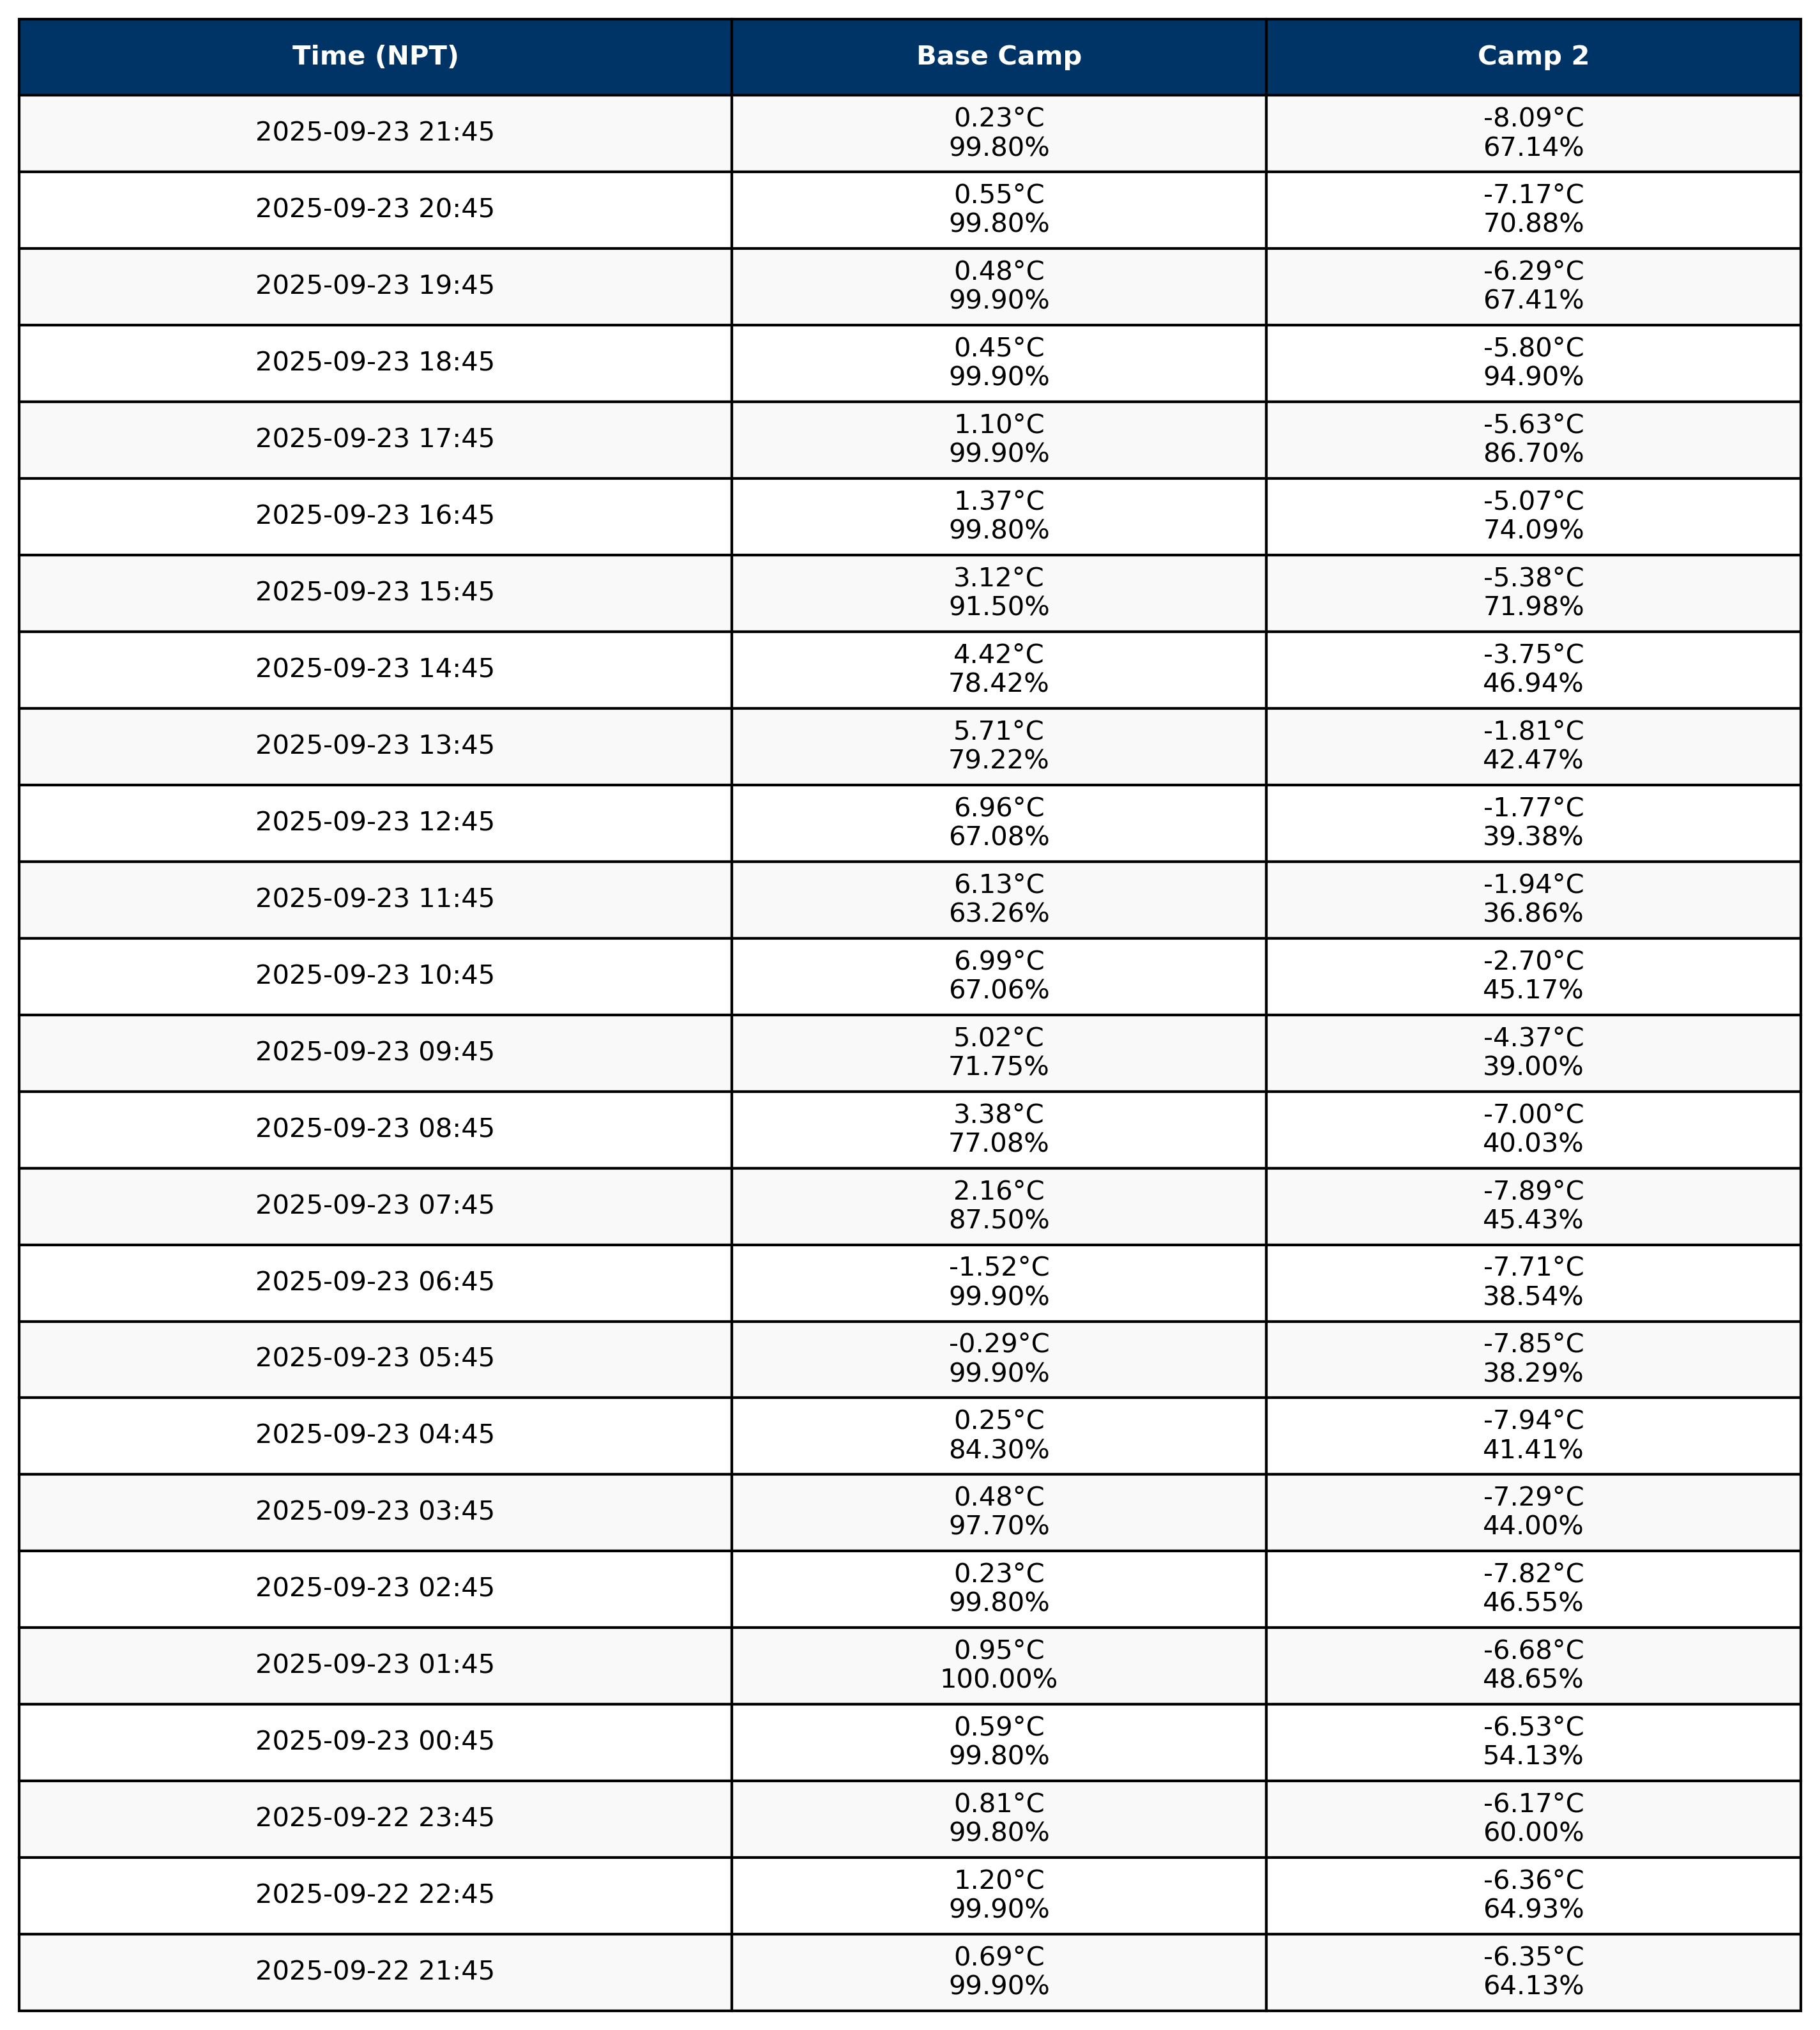 Time (NPT) Base Camp Camp 2
2025-09-23 21:45 0.23°C -8.09°C
99.80% 67.14%
2025-09-23 20:45 0.55°C -7.17°C
99.80% 70.88%
2025-09-23 19:45 0.48°C -6.29°C
99.90% 67.41%
2025-09-23 18:45 0.45°C -5.80°C
99.90% 94.90%
2025-09-23 17:45 1.10°C -5.63°C
99.90% 86.70%
2025-09-23 16:45 1.37°C -5.07°C
99.80% 74.09%
2025-09-23 15:45 3.12°C -5.38°C
91.50% 71.98%
2025-09-23 14:45 4.42°C -3.75°C
78.42% 46.94%
2025-09-23 13:45 5.71°C -1.81°C
79.22% 42.47%
2025-09-23 12:45 6.96°C -1.77°C
67.08% 39.38%
2025-09-23 11:45 6.13°C -1.94°C
63.26% 36.86%
2025-09-23 10:45 6.99°C -2.70°C
67.06% 45.17%
2025-09-23 09:45 5.02°C -4.37°C
71.75% 39.00%
2025-09-23 08:45 3.38°C -7.00°C
77.08% 40.03%
2025-09-23 07:45 2.16°C -7.89°C
87.50% 45.43%
2025-09-23 06:45 -1.52°C -7.71°C
99.90% 38.54%
2025-09-23 05:45 -0.29°C -7.85°C
99.90% 38.29%
2025-09-23 04:45 0.25°C -7.94°C
84.30% 41.41%
2025-09-23 03:45 0.48°C -7.29°C
97.70% 44.00%
2025-09-23 02:45 0.23°C -7.82°C
99.80% 46.55%
2025-09-23 01:45 0.95°C -6.68°C
100.00% 48.65%
2025-09-23 00:45 0.59°C -6.53°C
99.80% 54.13%
2025-09-22 23:45 0.81°C -6.17°C
99.80% 60.00%
2025-09-22 22:45 1.20°C -6.36°C
99.90% 64.93%
2025-09-22 21:45 0.69°C -6.35°C
99.90% 64.13%